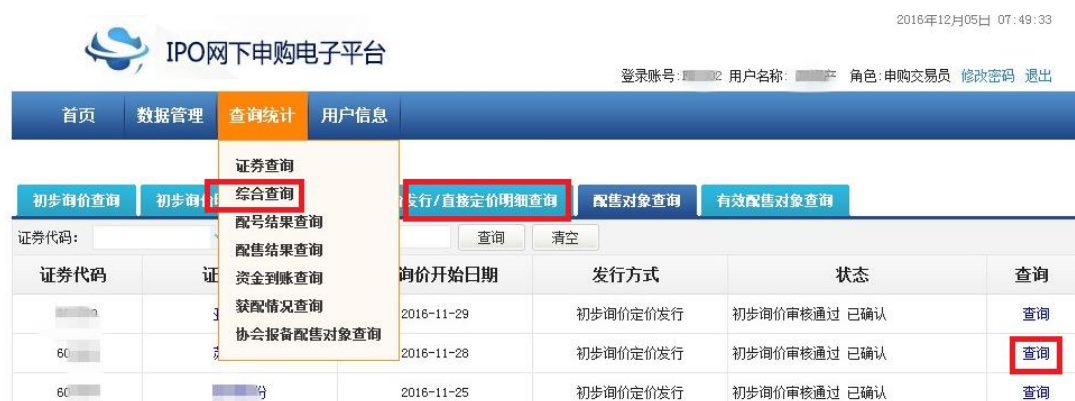 2016年12月05日 07:49:33
IPO网下申购电子平台
登录账号: 2 用户名称: 产 角色:申购交易员 修改密码 退出
首页 数据管理 查询统计 用户信息
证券查询
综合查询
配号结果查询
配售结果查询
资金到账查询
获配情况查询
协会报备配售对象查询
初步询价查询 初步询价 发行/直接定价明细查询 配售对象查询 有效配售对象查询
证券代码: 查询 清空
证券代码 证 询价开始日期 发行方式 状态 查询
2016-11-29 初步询价定价发行 初步询价审核通过 已确认 查询
60 2016-11-28 初步询价定价发行 初步询价审核通过 已确认 查询
60 份 2016-11-25 初步询价定价发行 初步询价审核通过 已确认 查询